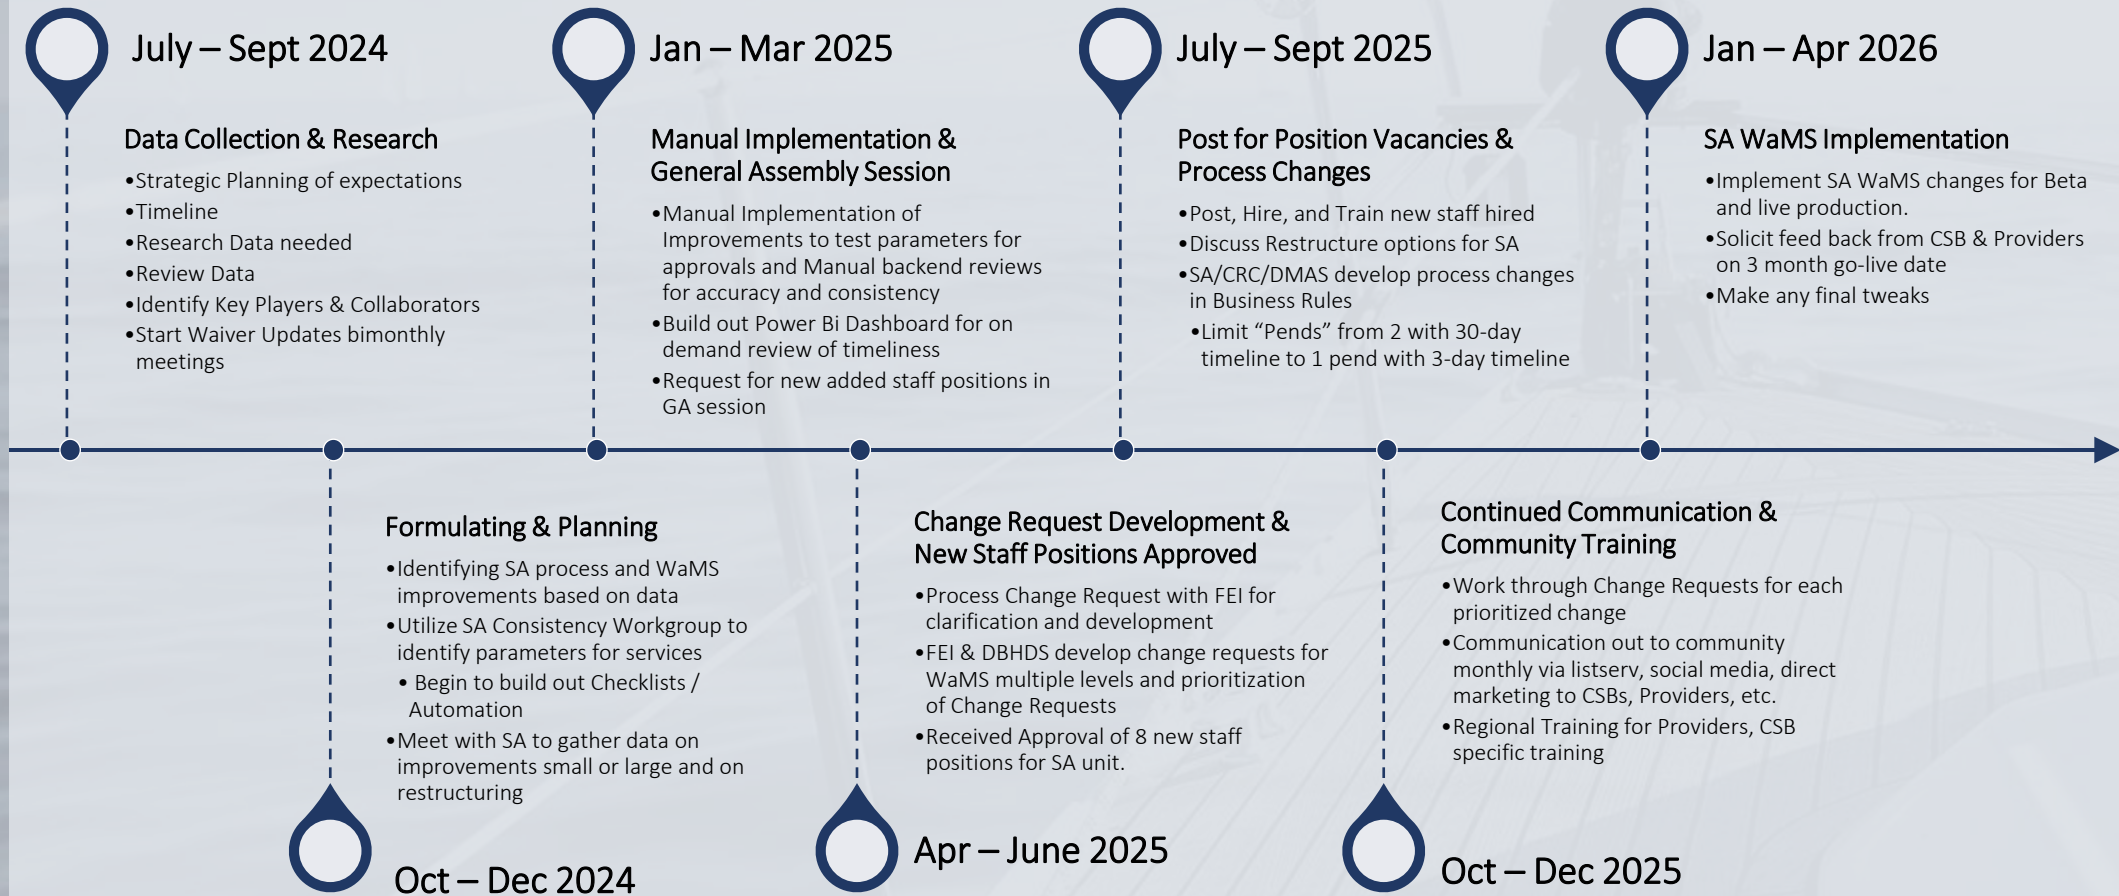 July – Sept 2024
Data Collection & Research
•Strategic Planning of expectations
•Timeline
•Research Data needed
•Review Data
•Identify Key Players & Collaborators
•Start Waiver Updates bimonthly
meetings
Oct – Dec 2024
Formulating & Planning
•Identifying SA process and WaMS
improvements based on data
•Utilize SA Consistency Workgroup to
identify parameters for services
• Begin to build out Checklists /
Automation
•Meet with SA to gather data on
improvements small or large and on
restructuring
Jan – Mar 2025
Manual Implementation &
General Assembly Session
•Manual Implementation of
Improvements to test parameters for
approvals and Manual backend reviews
for accuracy and consistency
•Build out Power Bi Dashboard for on
demand review of timeliness
•Request for new added staff positions in
GA session
Apr – June 2025
Change Request Development &
New Staff Positions Approved
•Process Change Request with FEI for
clarification and development
•FEI & DBHDS develop change requests for
WaMS multiple levels and prioritization
of Change Requests
•Received Approval of 8 new staff
positions for SA unit.
July – Sept 2025
Post for Position Vacancies &
Process Changes
•Post, Hire, and Train new staff hired
•Discuss Restructure options for SA
•SA/CRC/DMAS develop process changes
in Business Rules
•Limit “Pends” from 2 with 30-day
timeline to 1 pend with 3-day timeline
Oct – Dec 2025
Continued Communication &
Community Training
•Work through Change Requests for each
prioritized change
•Communication out to community
monthly via listserv, social media, direct
marketing to CSBs, Providers, etc.
•Regional Training for Providers, CSB
specific training
Jan – Apr 2026
SA WaMS Implementation
•Implement SA WaMS changes for Beta
and live production.
•Solicit feed back from CSB & Providers
on 3 month go-live date
•Make any final tweaks